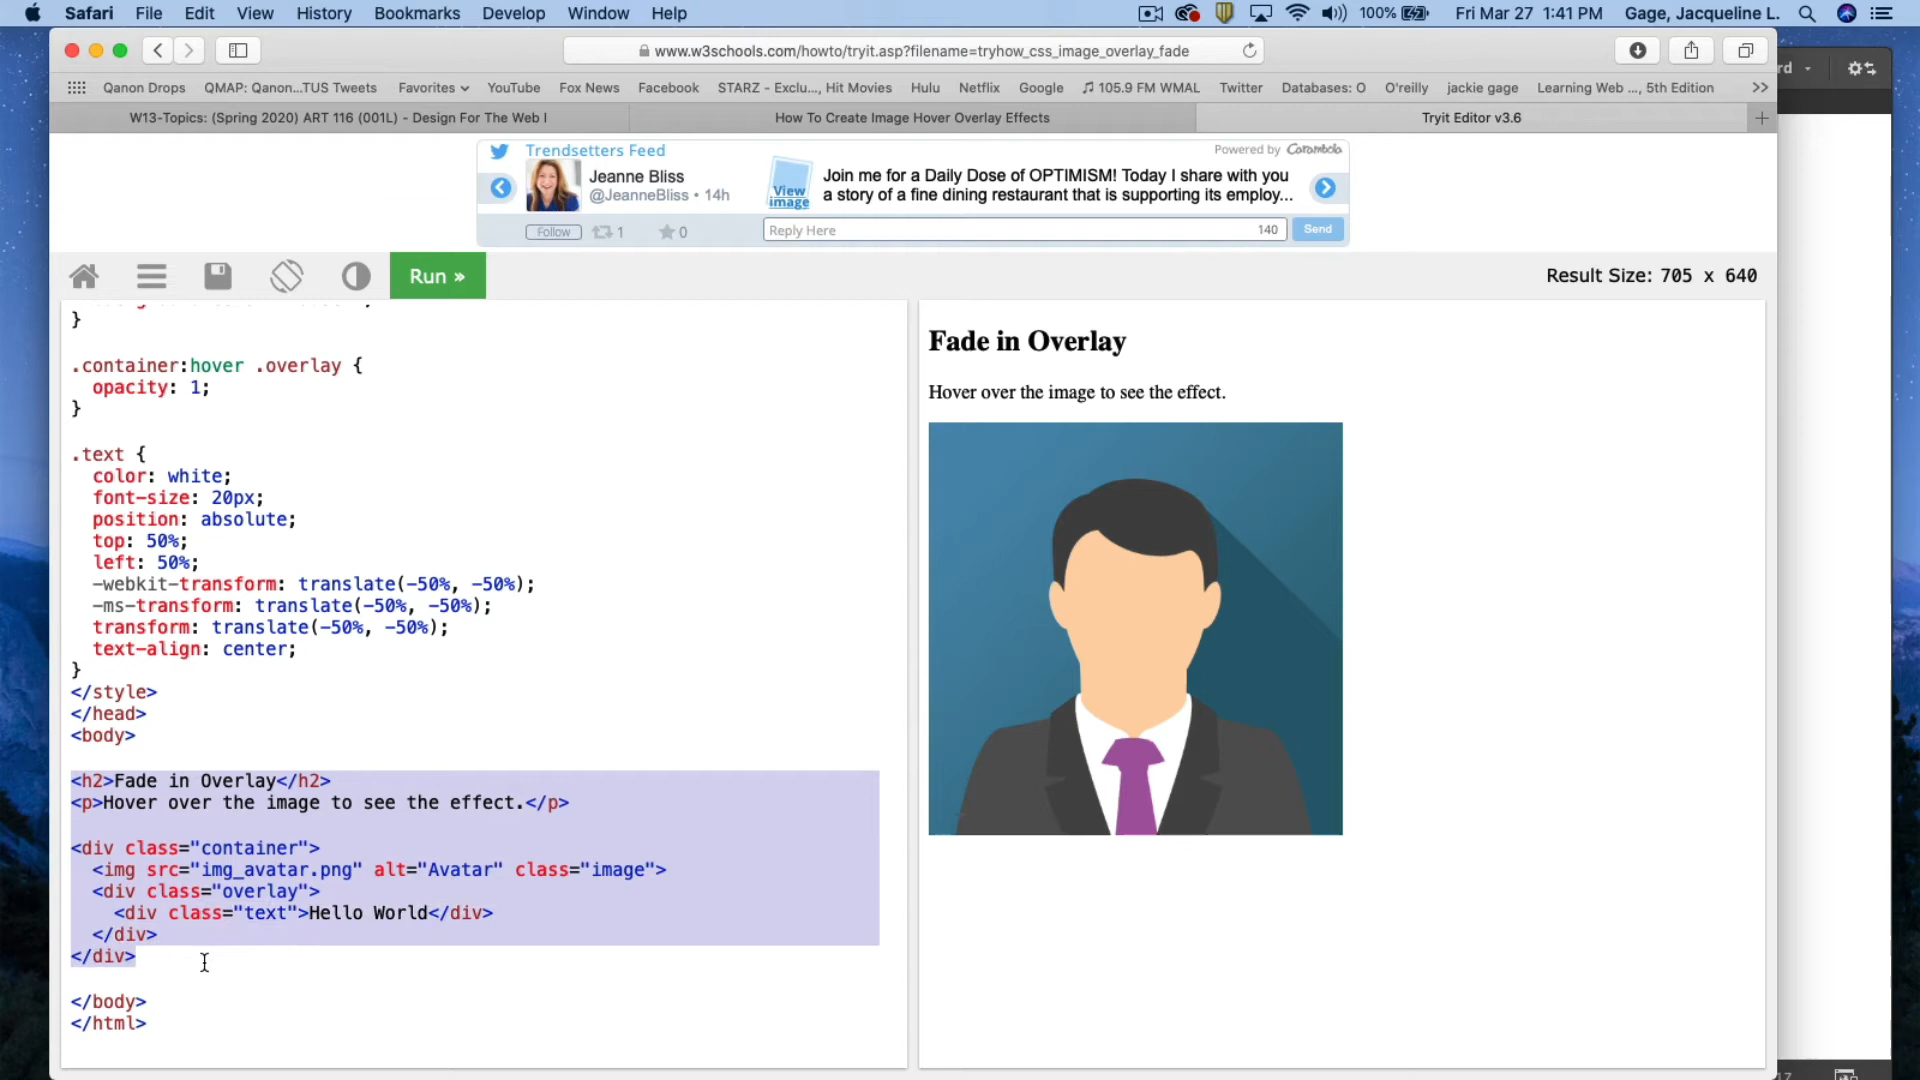 Safari File Edit View History Bookmarks Develop Window Help 100% Fri Mar 27 1:41 PM Gage, Jacqueline L.
www.w3schools.com/howto/tryit.asp?filename=tryhow_css_image_overlay_fade
rd
Qanon Drops QMAP: Qanon...TUS Tweets Favorites YouTube Fox News Facebook STARZ - Exclu..., Hit Movies Hulu Netflix Google 105.9 FM WMAL Twitter Databases: O O'reilly jackie gage Learning Web ..., 5th Edition >>
W13-Topics: (Spring 2020) ART 116 (001L) - Design For The Web I How To Create Image Hover Overlay Effects Tryit Editor v3.6 +
Trendsetters Feed Powered by Carambola
Jeanne Bliss
@JeanneBliss • 14h
View image
Join me for a Daily Dose of OPTIMISM! Today I share with you
a story of a fine dining restaurant that is supporting its employ...
Follow 1 0 Reply Here 140 Send
Run » Result Size: 705 x 640
}
.container:hover .overlay {
opacity: 1;
}
.text {
color: white;
font-size: 20px;
position: absolute;
top: 50%;
left: 50%;
-webkit-transform: translate(-50%, -50%);
-ms-transform: translate(-50%, -50%);
transform: translate(-50%, -50%);
text-align: center;
}
</style>
</head>
<body>
<h2>Fade in Overlay</h2>
<p>Hover over the image to see the effect.</p>
<div class="container">
<img src="img_avatar.png" alt="Avatar" class="image">
<div class="overlay">
<div class="text">Hello World</div>
</div>
</div>
</body>
</html>
Fade in Overlay
Hover over the image to see the effect.
17